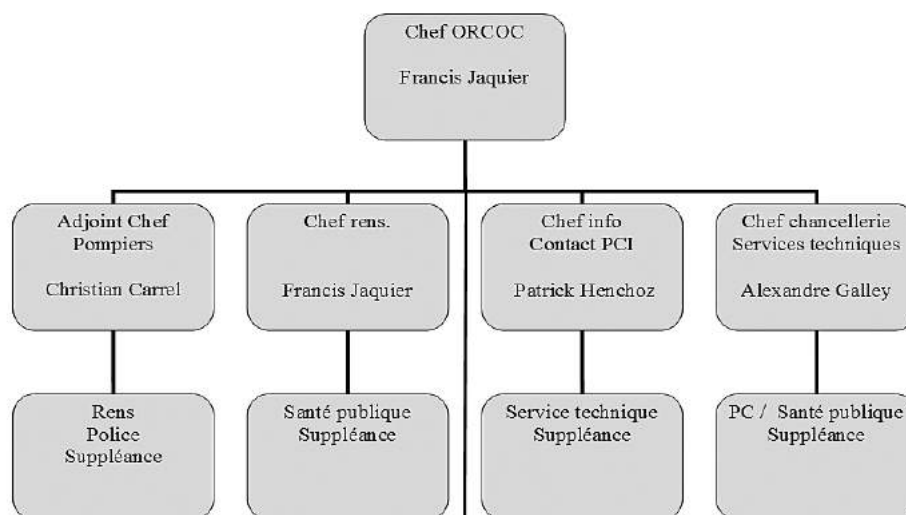 Chef ORCOC
Francis Jaquier
Adjoint Chef
Pompiers
Christian Carrel
Chef rens.
Francis Jaquier
Chef info
Contact PCI
Patrick Henchoz
Chef chancellerie
Services techniques
Alexandre Galley
Rens
Police
Suppléance
Santé publique
Suppléance
Service technique
Suppléance
PC / Santé publique
Suppléance